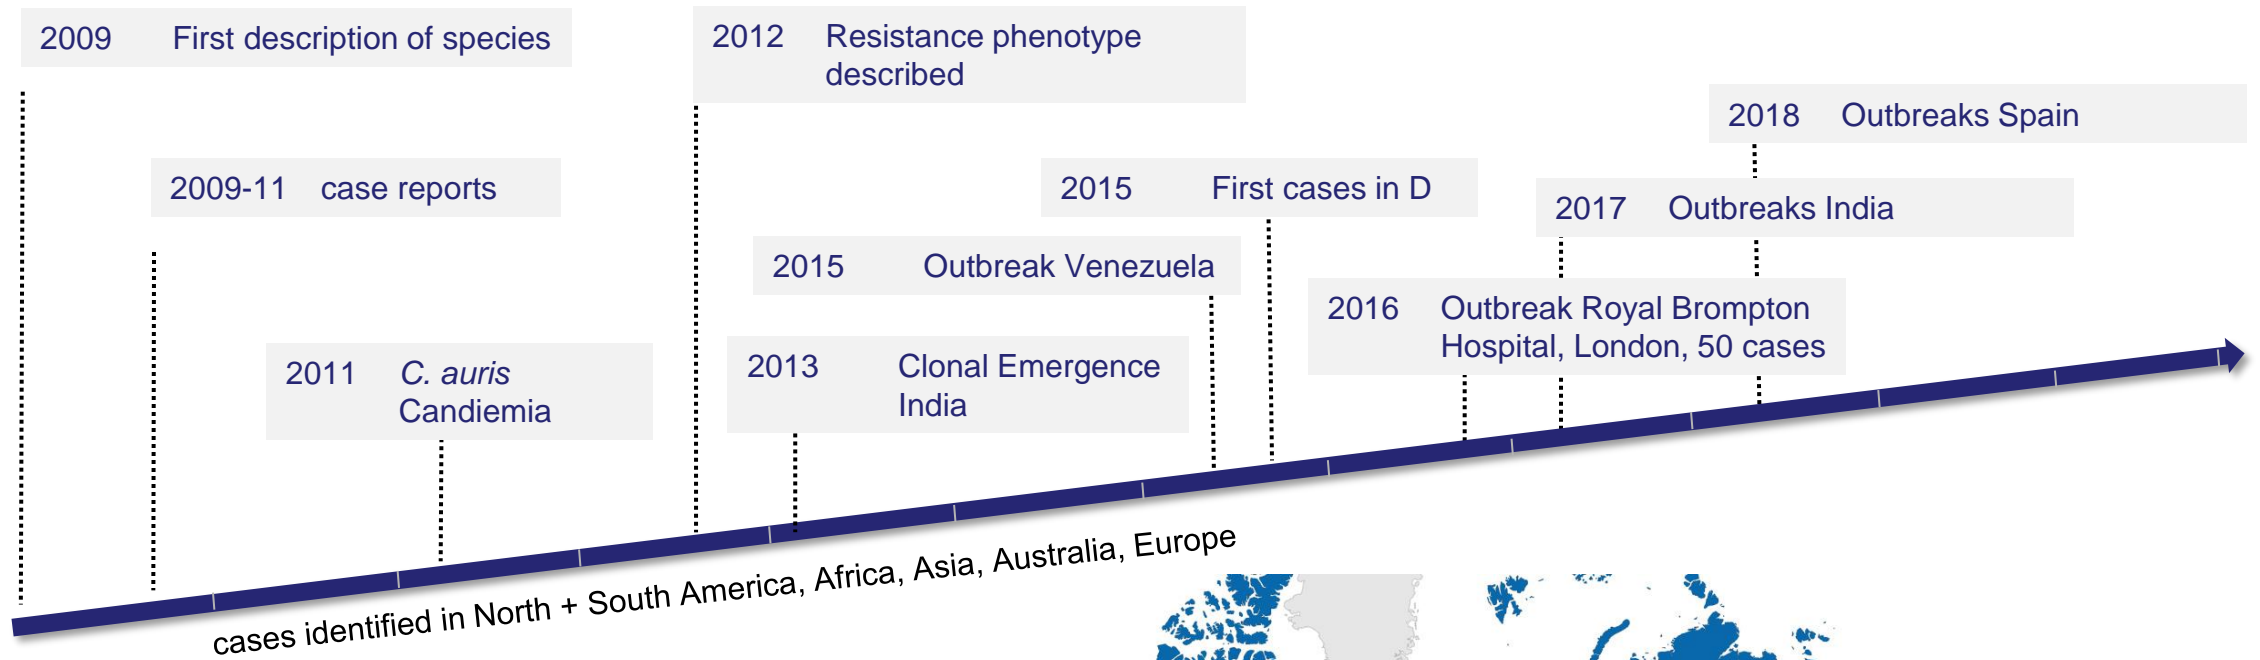 2009 First description of species
2012 Resistance phenotype
described
2018 Outbreaks Spain
2009-11 case reports
2015 First cases in D
2017 Outbreaks India
2015 Outbreak Venezuela
2016 Outbreak Royal Brompton
Hospital, London, 50 cases
2011 C. auris
Candiemia
2013 Clonal Emergence
India
cases identified in North + South America, Africa, Asia, Australia, Europe